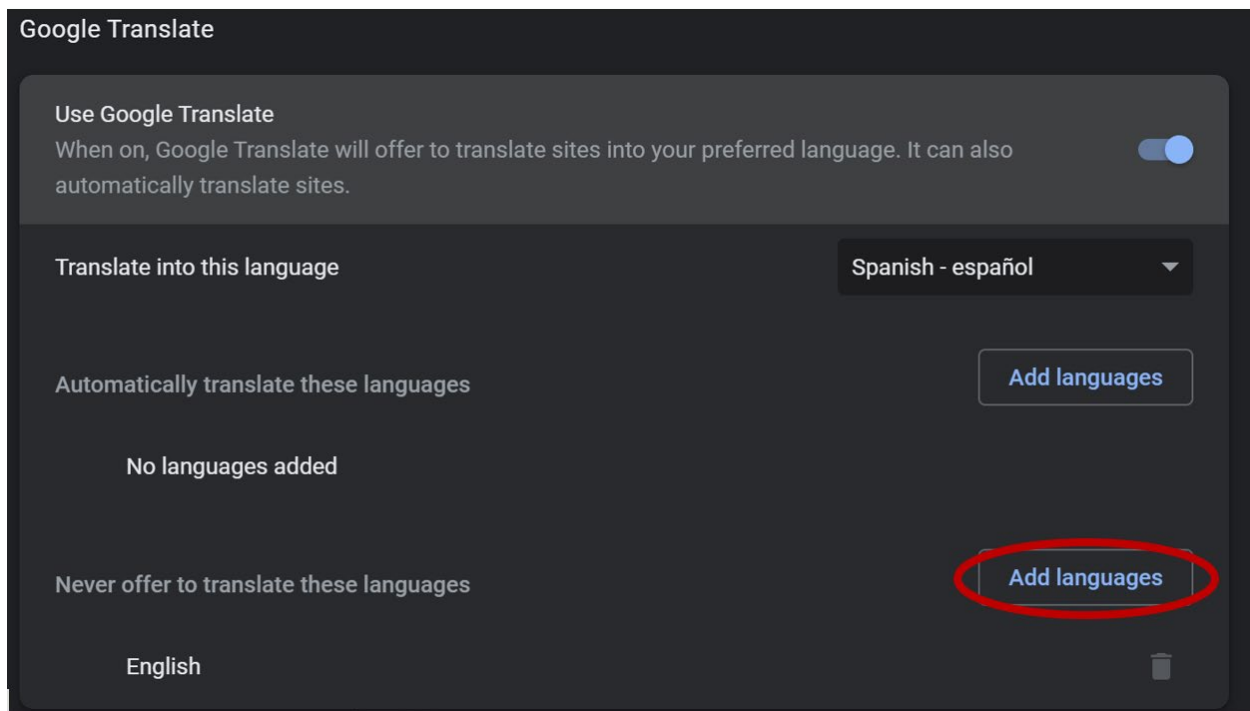 Google Translate
Use Google Translate
When on, Google Translate will offer to translate sites into your preferred language. It can also
automatically translate sites.
Translate into this language
Spanish - español
Automatically translate these languages
Add languages
No languages added
Never offer to translate these languages
Add languages
English